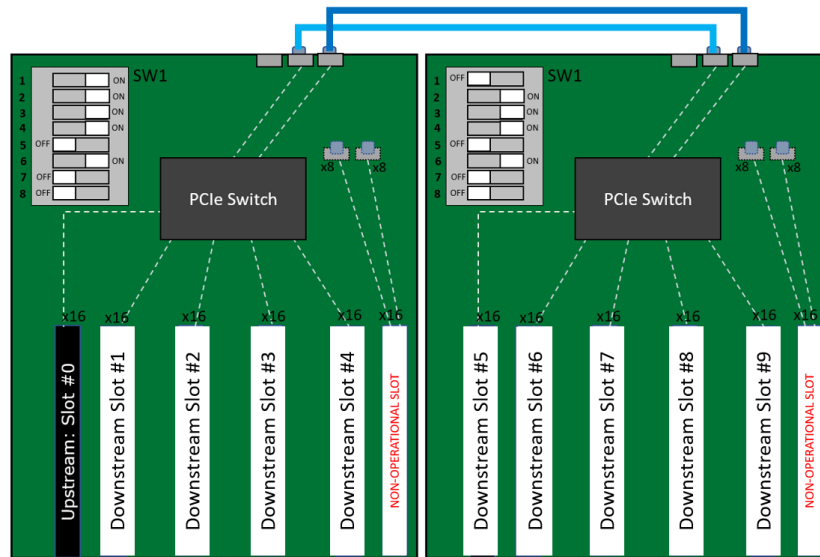 SW1
1 ON
2 ON
3 ON
4 ON
5 OFF
6 ON
7 OFF
8 OFF
x8 x8
PCIe Switch
x16 x16 x16 x16 x16 x16
Upstream: Slot #0
Downstream Slot #1
Downstream Slot #2
Downstream Slot #3
Downstream Slot #4
NON-OPERATIONAL SLOT
SW1
1 OFF
2 ON
3 ON
4 ON
5 OFF
6 ON
7 OFF
8 OFF
x8 x8
PCIe Switch
x16 x16 x16 x16 x16 x16
Downstream Slot #5
Downstream Slot #6
Downstream Slot #7
Downstream Slot #8
Downstream Slot #9
NON-OPERATIONAL SLOT